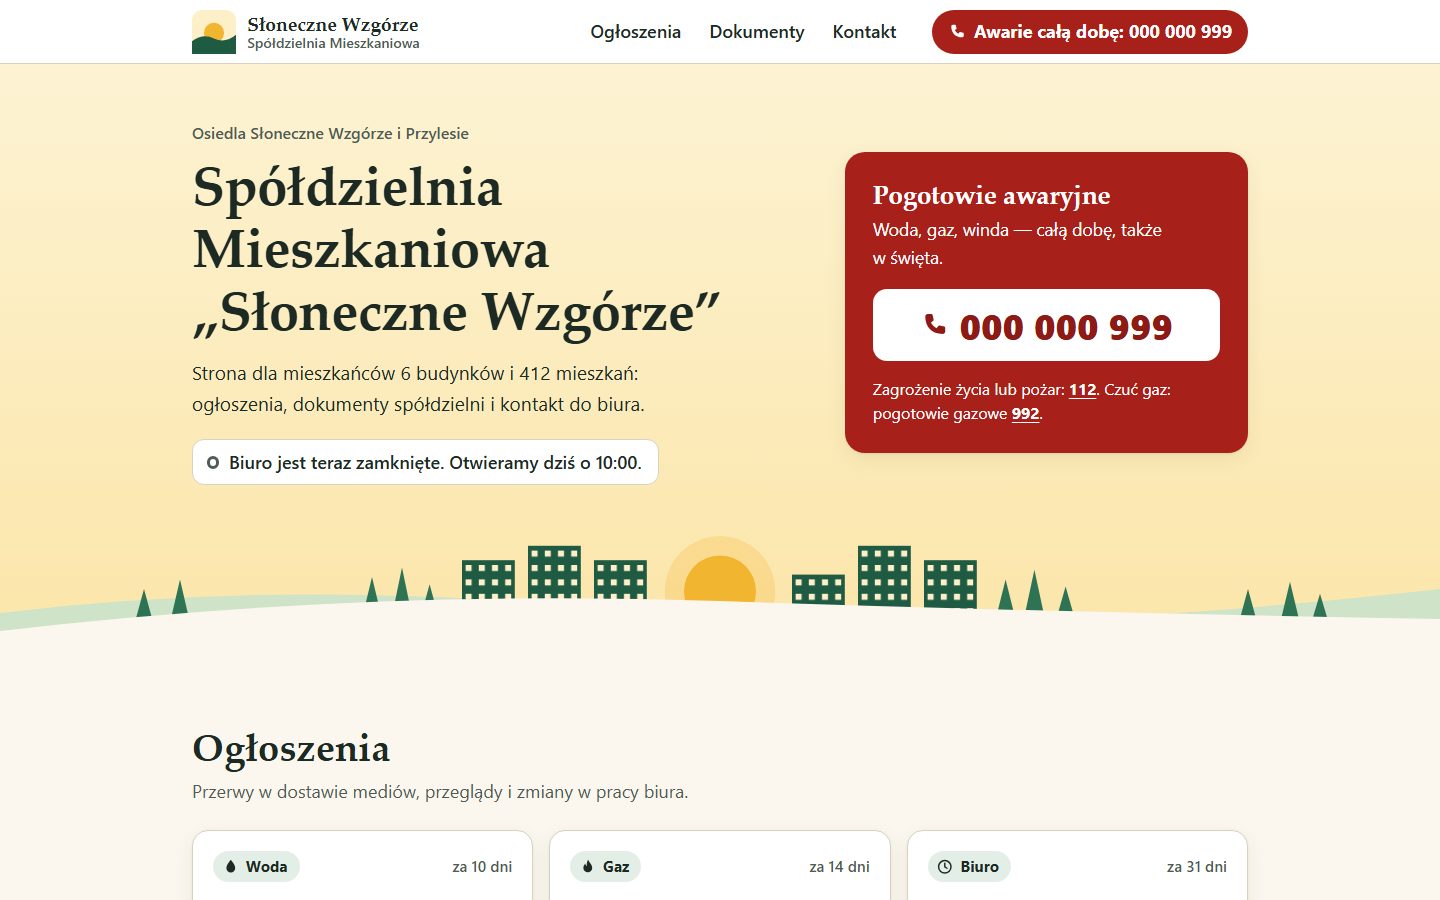 Słoneczne Wzgórze
Spółdzielnia Mieszkaniowa
Ogłoszenia
Dokumenty
Kontakt
Awarie całą dobę: 000 000 999
Osiedla Słoneczne Wzgórze i Przylesie
Spółdzielnia
Mieszkaniowa
„Słoneczne Wzgórze”
Strona dla mieszkańców 6 budynków i 412 mieszkań:
ogłoszenia, dokumenty spółdzielni i kontakt do biura.
Biuro jest teraz zamknięte. Otwieramy dziś o 10:00.
Pogotowie awaryjne
Woda, gaz, winda — całą dobę, także
w święta.
000 000 999
Zagrożenie życia lub pożar: 112. Czuć gaz:
pogotowie gazowe 992.
Ogłoszenia
Przerwy w dostawie mediów, przeglądy i zmiany w pracy biura.
Woda
za 10 dni
Gaz
za 14 dni
Biuro
za 31 dni